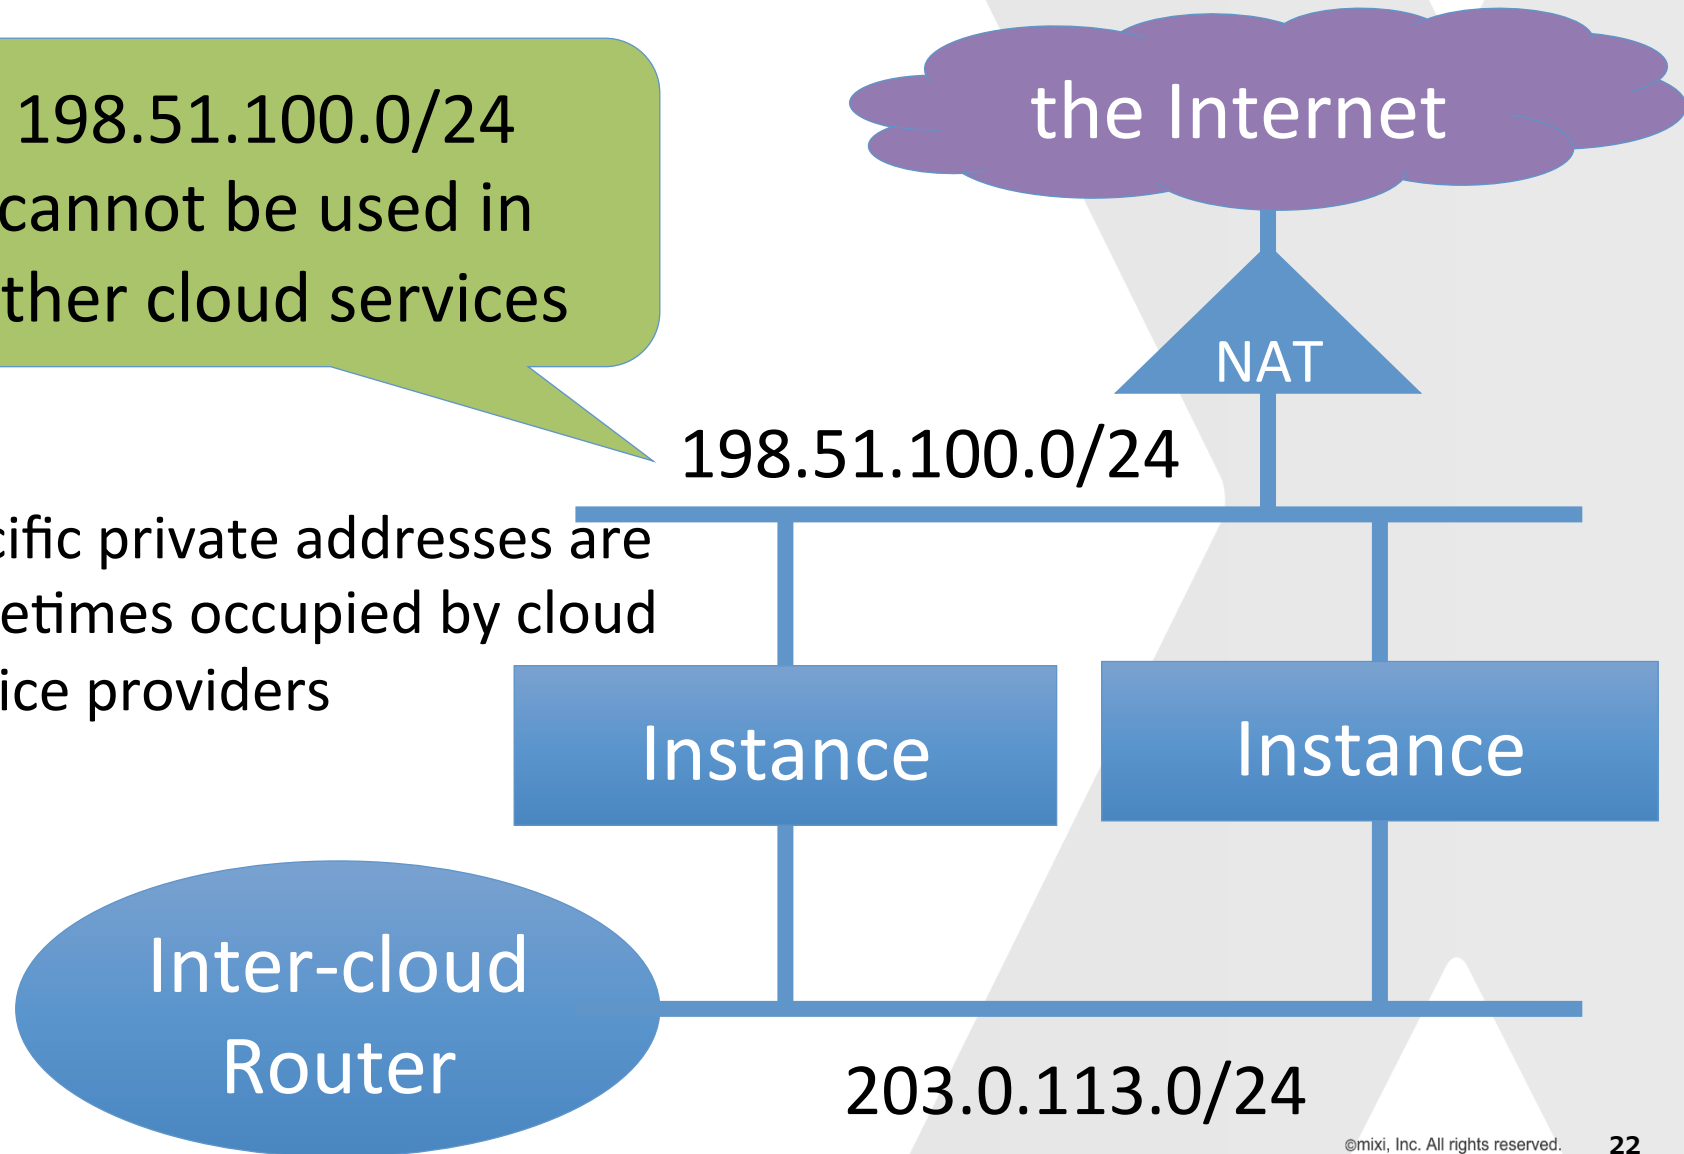 198.51.100.0/24
cannot be used in
ther cloud services
the Internet
NAT
198.51.100.0/24
cific private addresses are
etimes occupied by cloud
ice providers
Instance
Instance
Inter-cloud
Router
203.0.113.0/24
©mixi, Inc. All rights reserved.
22